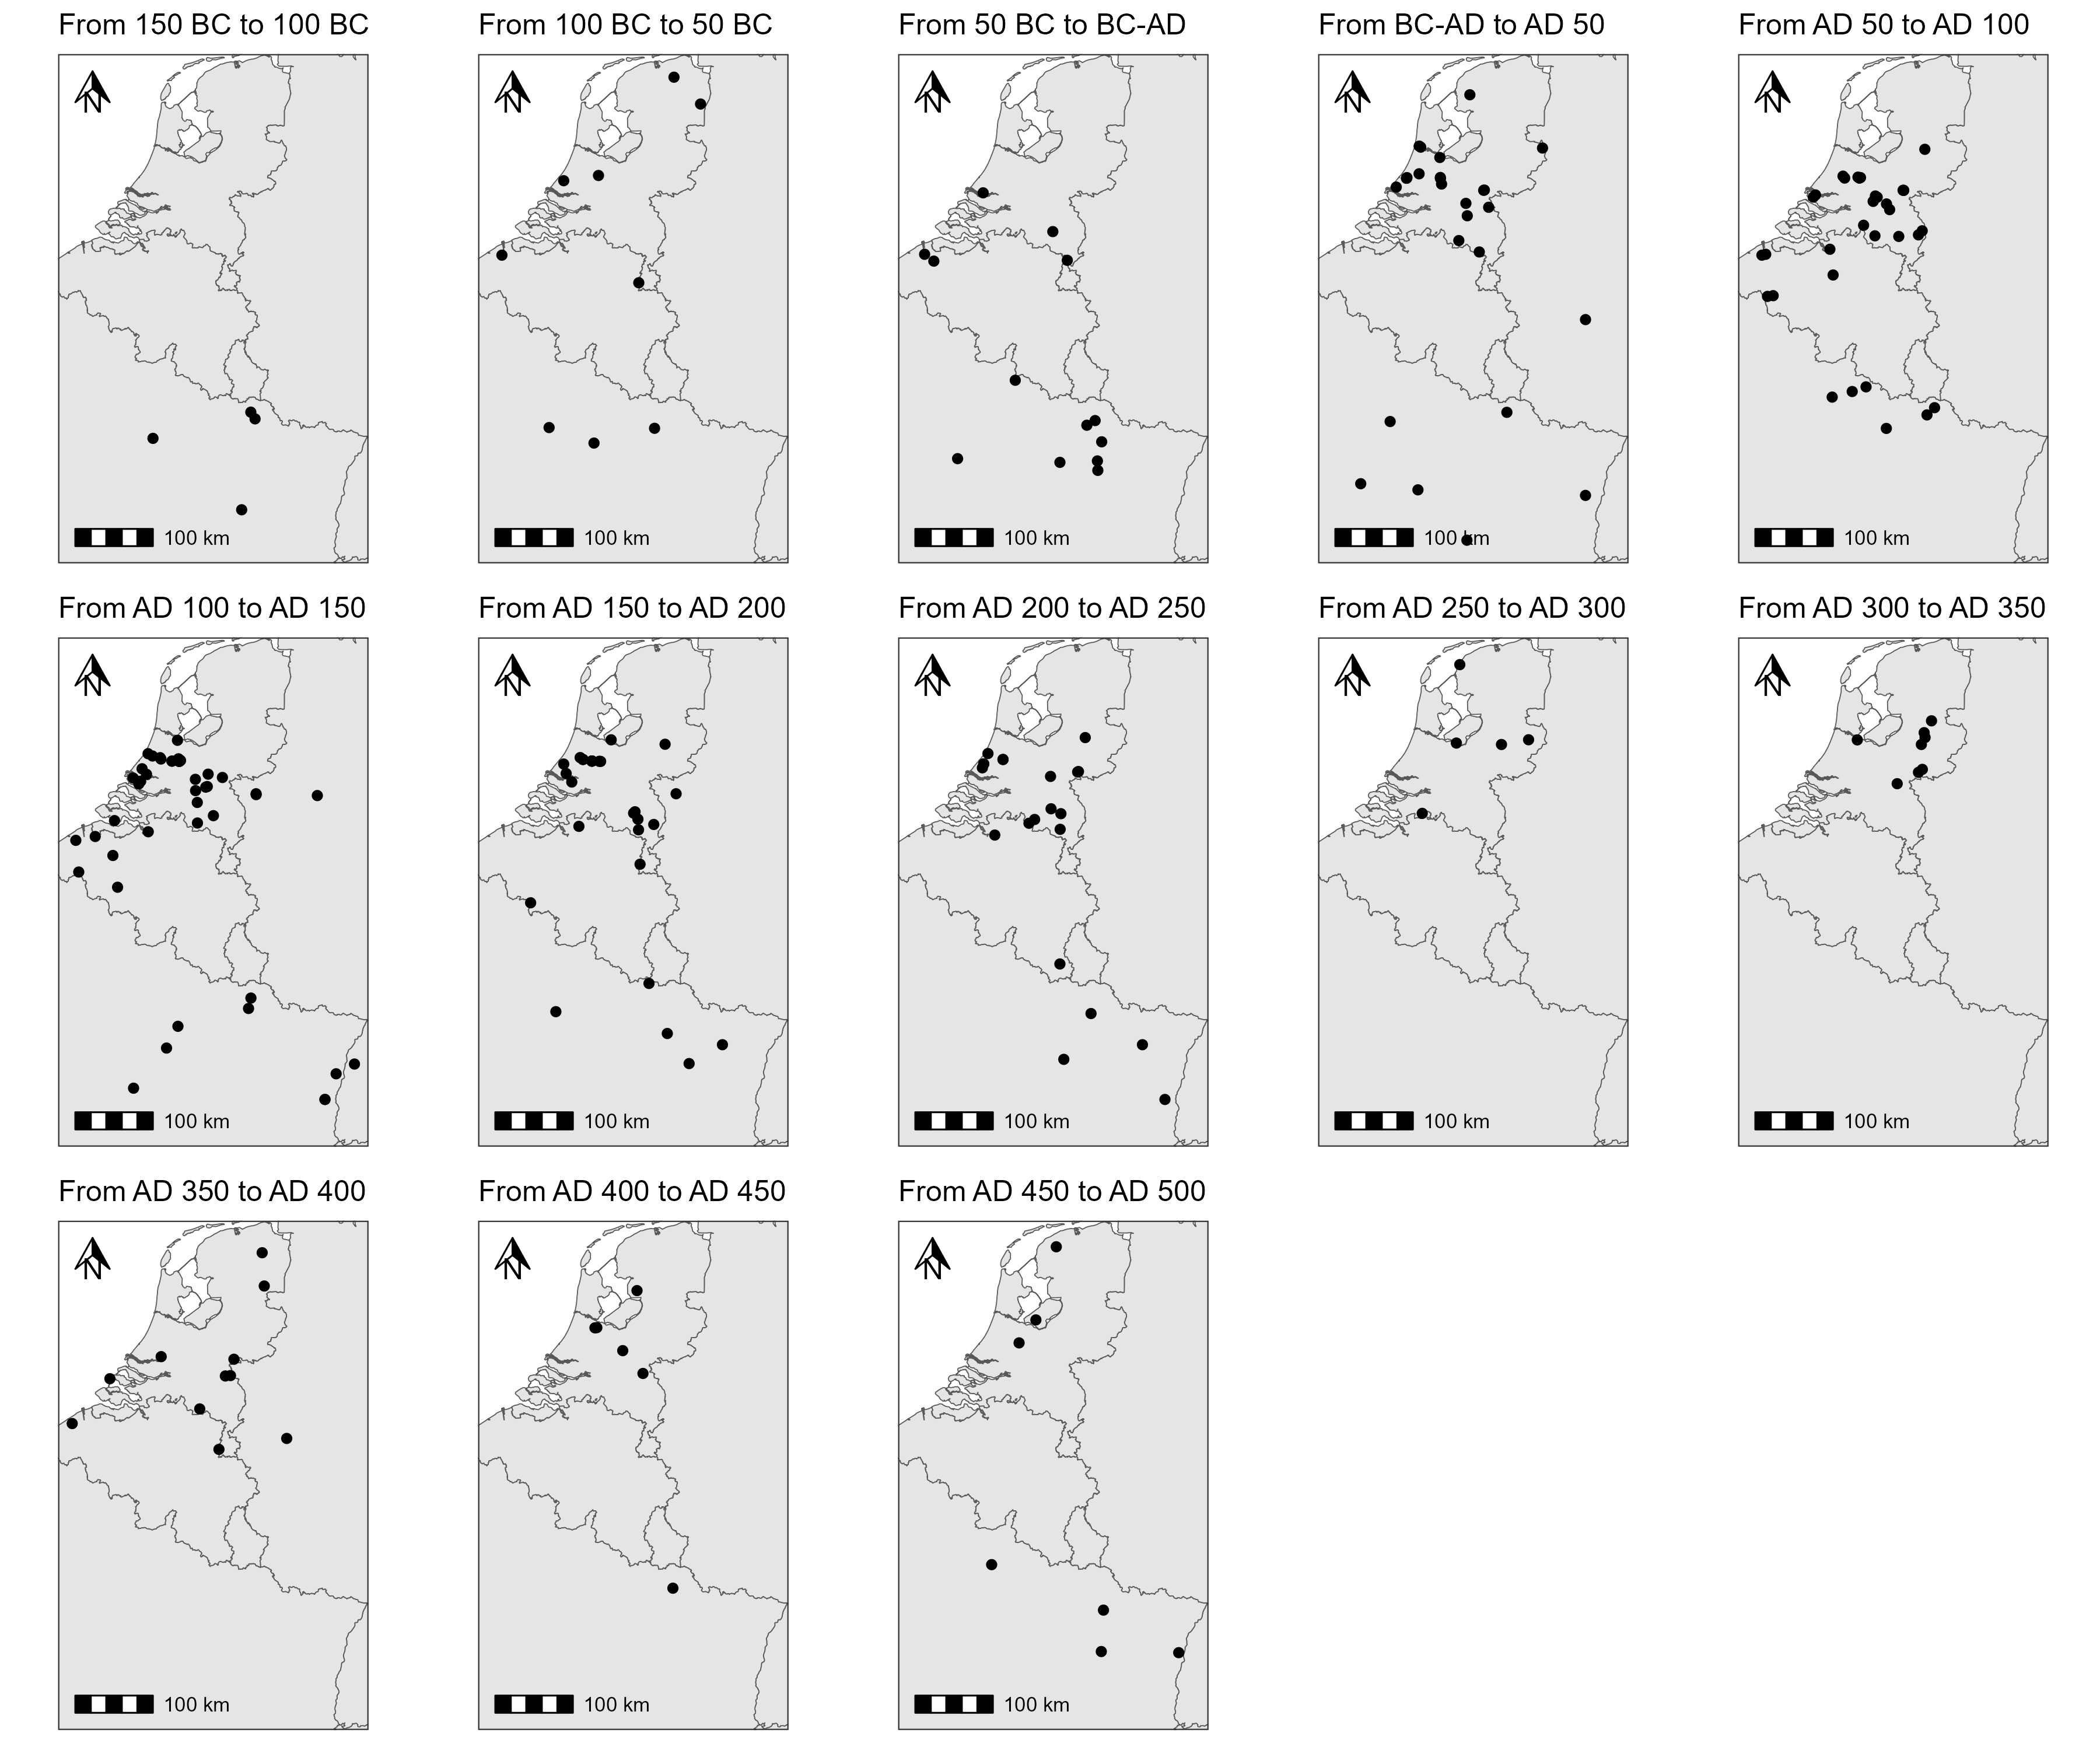 From 150 BC to 100 BC
From 100 BC to 50 BC
From 50 BC to BC-AD
From BC-AD to AD 50
From AD 50 to AD 100
N
N
N
N
N
100 km
100 km
100 km
100 km
100 km
From AD 100 to AD 150
From AD 150 to AD 200
From AD 200 to AD 250
From AD 250 to AD 300
From AD 300 to AD 350
N
N
N
N
N
100 km
100 km
100 km
100 km
100 km
From AD 350 to AD 400
From AD 400 to AD 450
From AD 450 to AD 500
N
N
N
100 km
100 km
100 km